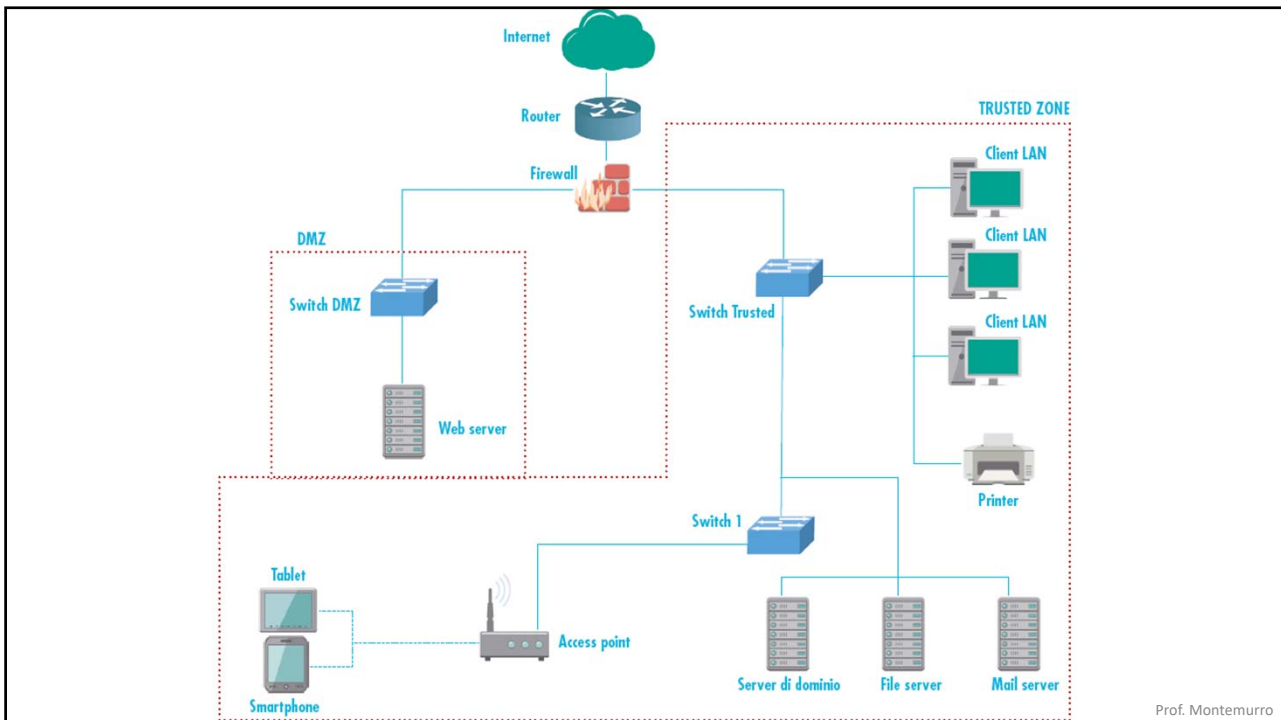 Internet
Router
TRUSTED ZONE
Firewall
Client LAN
DMZ
Client LAN
Switch DMZ
Switch Trusted
Client LAN
Web server
Printer
Switch 1
Tablet
Access point
Server di dominio
File server
Mail server
Smartphone
Prof. Montemurro